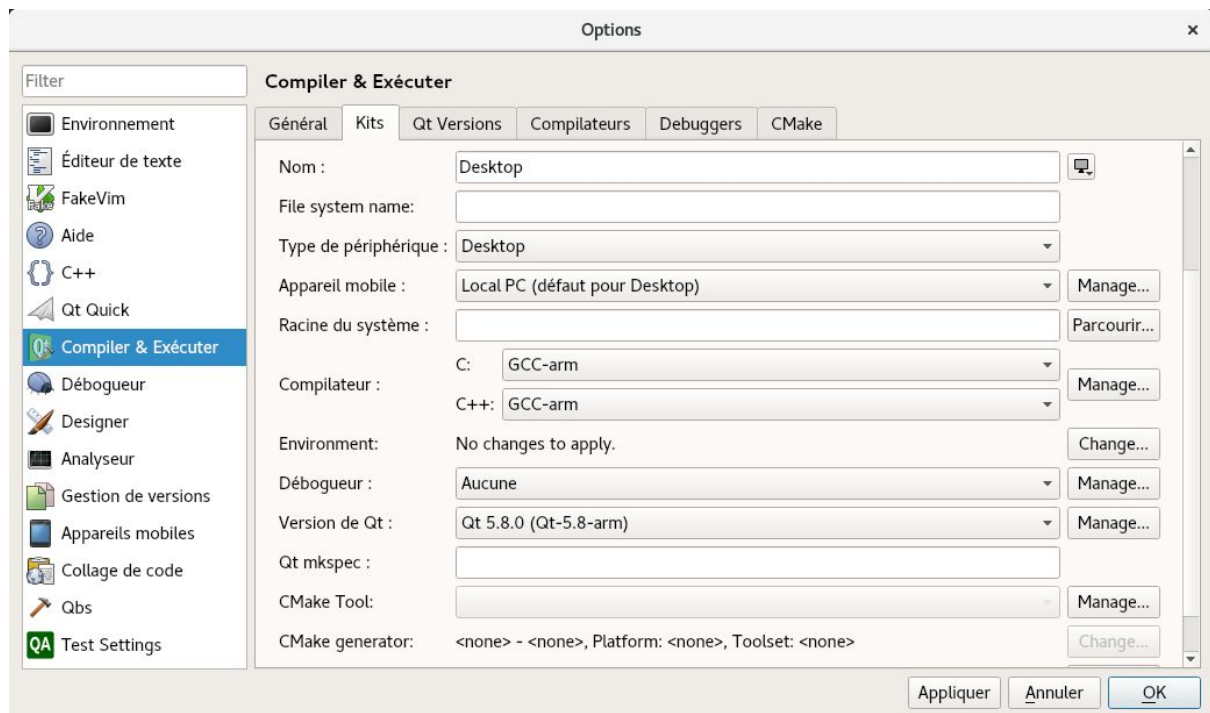 Options
Filter
Compiler & Exécuter
Environnement
Éditeur de texte
FakeVim
Aide
C++
Qt Quick
Compiler & Exécuter
Débogueur
Designer
Analyseur
Gestion de versions
Appareils mobiles
Collage de code
Qbs
QA Test Settings
Général Kits Qt Versions Compilateurs Debuggers CMake
Nom : Desktop
File system name:
Type de périphérique : Desktop
Appareil mobile : Local PC (défaut pour Desktop) Manage...
Racine du système : Parcourir...
Compilateur : C: GCC-arm Manage...
C++: GCC-arm
Environment: No changes to apply. Change...
Débogueur : Aucune Manage...
Version de Qt : Qt 5.8.0 (Qt-5.8-arm) Manage...
Qt mkspec :
CMake Tool: Manage...
CMake generator: <none> - <none>, Platform: <none>, Toolset: <none> Change...
Appliquer Annuler OK